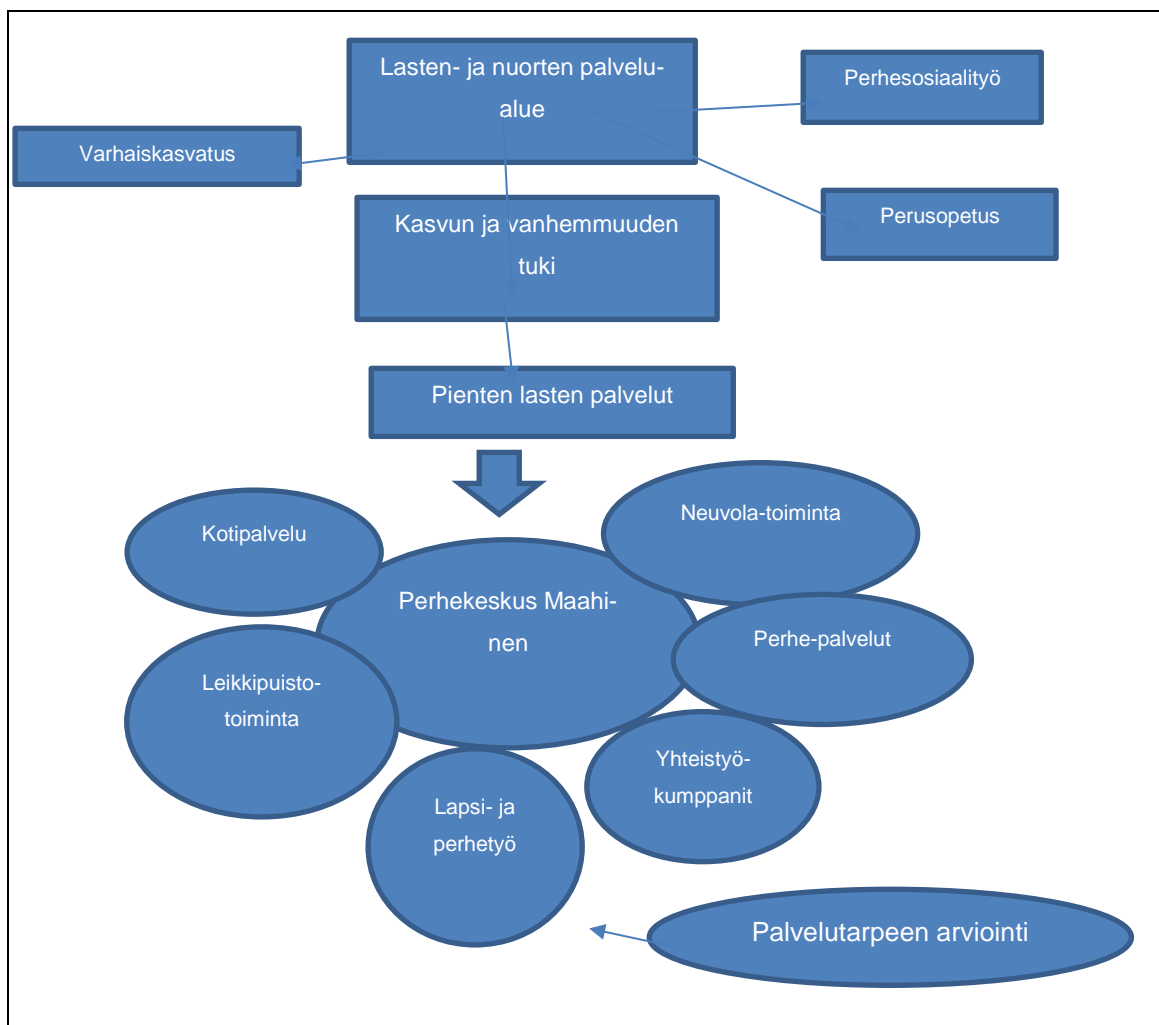 Lasten- ja nuorten palvelu-
alue
Perhesosiaalityö
Varhaiskasvatus
Perusopetus
Kasvun ja vanhemmuuden
tuki
Pienten lasten palvelut
Kotipalvelu
Neuvola-toiminta
Perhekeskus Maahi-
nen
Perhe-palvelut
Leikkipuisto-
toiminta
Yhteistyö-
kumppanit
Lapsi- ja
perhetyö
Palvelutarpeen arviointi